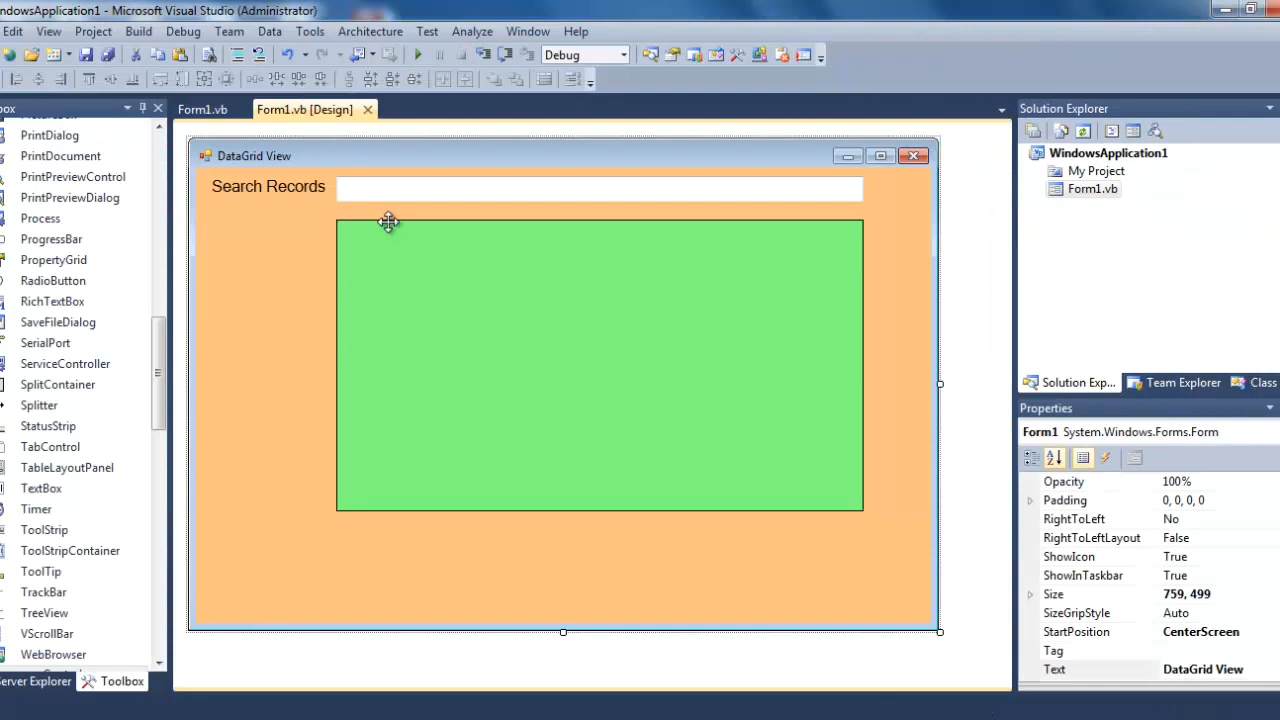 ndowsApplication1 - Microsoft Visual Studio (Administrator)
Edit View Project Build Debug Team Data Tools Architecture Test Analyze Window Help
Debug
box
Form1.vb Form1.vb [Design]
Solution Explorer
PrintDialog
PrintDocument
PrintPreviewControl
PrintPreviewDialog
Process
ProgressBar
PropertyGrid
RadioButton
RichTextBox
SaveFileDialog
SerialPort
ServiceController
SplitContainer
Splitter
StatusStrip
TabControl
TableLayoutPanel
TextBox
Timer
ToolStrip
ToolStripContainer
ToolTip
TrackBar
TreeView
VScrollBar
WebBrowser
erver Explorer Toolbox
DataGrid View
Search Records
WindowsApplication1
My Project
Form1.vb
Solution Exp... Team Explorer Class
Properties
Form1 System.Windows.Forms.Form
Opacity 100%
Padding 0, 0, 0, 0
RightToLeft No
RightToLeftLayout False
ShowIcon True
ShowInTaskbar True
Size 759, 499
SizeGripStyle Auto
StartPosition CenterScreen
Tag
Text DataGrid View